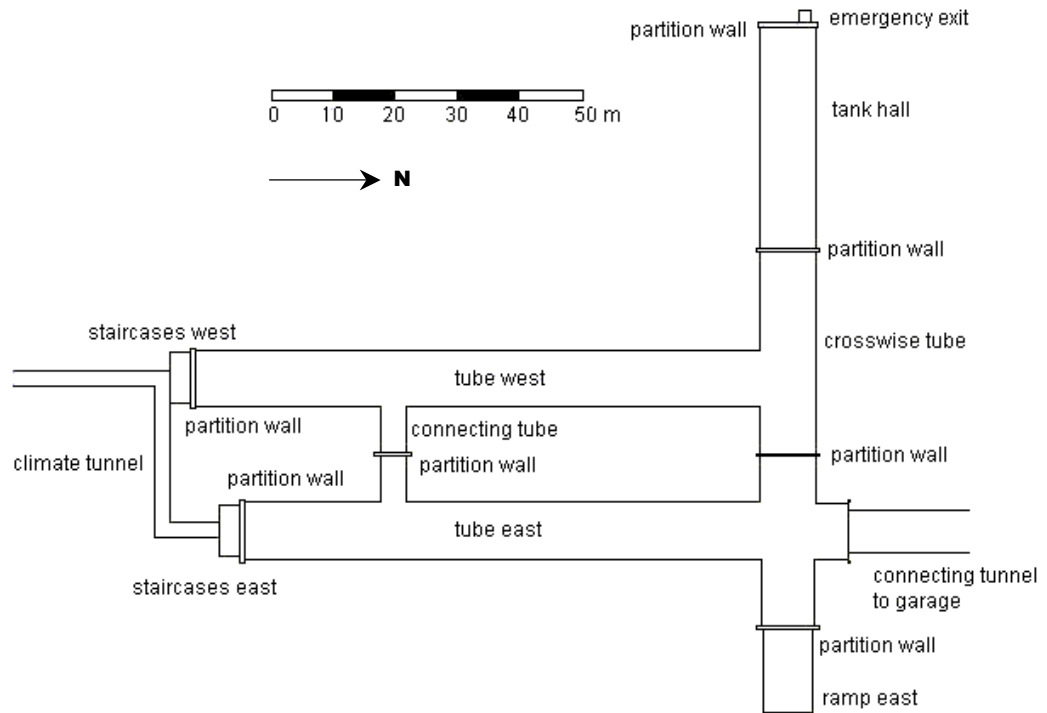 emergency exit
partition wall
tank hall
0 10 20 30 40 50 m
N
partition wall
staircases west
crosswise tube
tube west
partition wall
connecting tube
partition wall
partition wall
climate tunnel
partition wall
tube east
staircases east
connecting tunnel
to garage
partition wall
ramp east